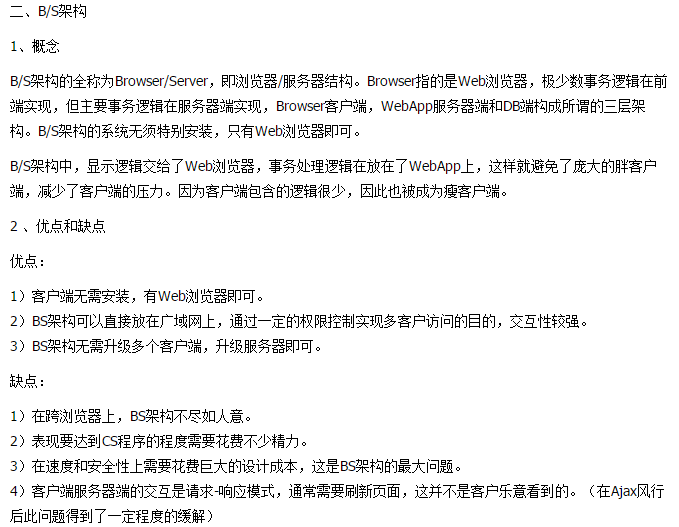 二、B/S架构
1、概念
B/S架构的全称为Browser/Server，即浏览器/服务器结构。Browser指的是Web浏览器，极少数事务逻辑在前
端实现，但主要事务逻辑在服务器端实现，Browser客户端，WebApp服务器端和DB端构成所谓的三层架
构。B/S架构的系统无须特别安装，只有Web浏览器即可。
B/S架构中，显示逻辑交给了Web浏览器，事务处理逻辑在放在了WebApp上，这样就避免了庞大的胖客户
端，减少了客户端的压力。因为客户端包含的逻辑很少，因此也被成为瘦客户端。
2 、优点和缺点
优点：
1）客户端无需安装，有Web浏览器即可。
2）BS架构可以直接放在广域网上，通过一定的权限控制实现多客户访问的目的，交互性较强。
3）BS架构无需升级多个客户端，升级服务器即可。
缺点：
1）在跨浏览器上，BS架构不尽如人意。
2）表现要达到CS程序的程度需要花费不少精力。
3）在速度和安全性上需要花费巨大的设计成本，这是BS架构的最大问题。
4）客户端服务器端的交互是请求-响应模式，通常需要刷新页面，这并不是客户乐意看到的。（在Ajax风行
后此问题得到了一定程度的缓解）